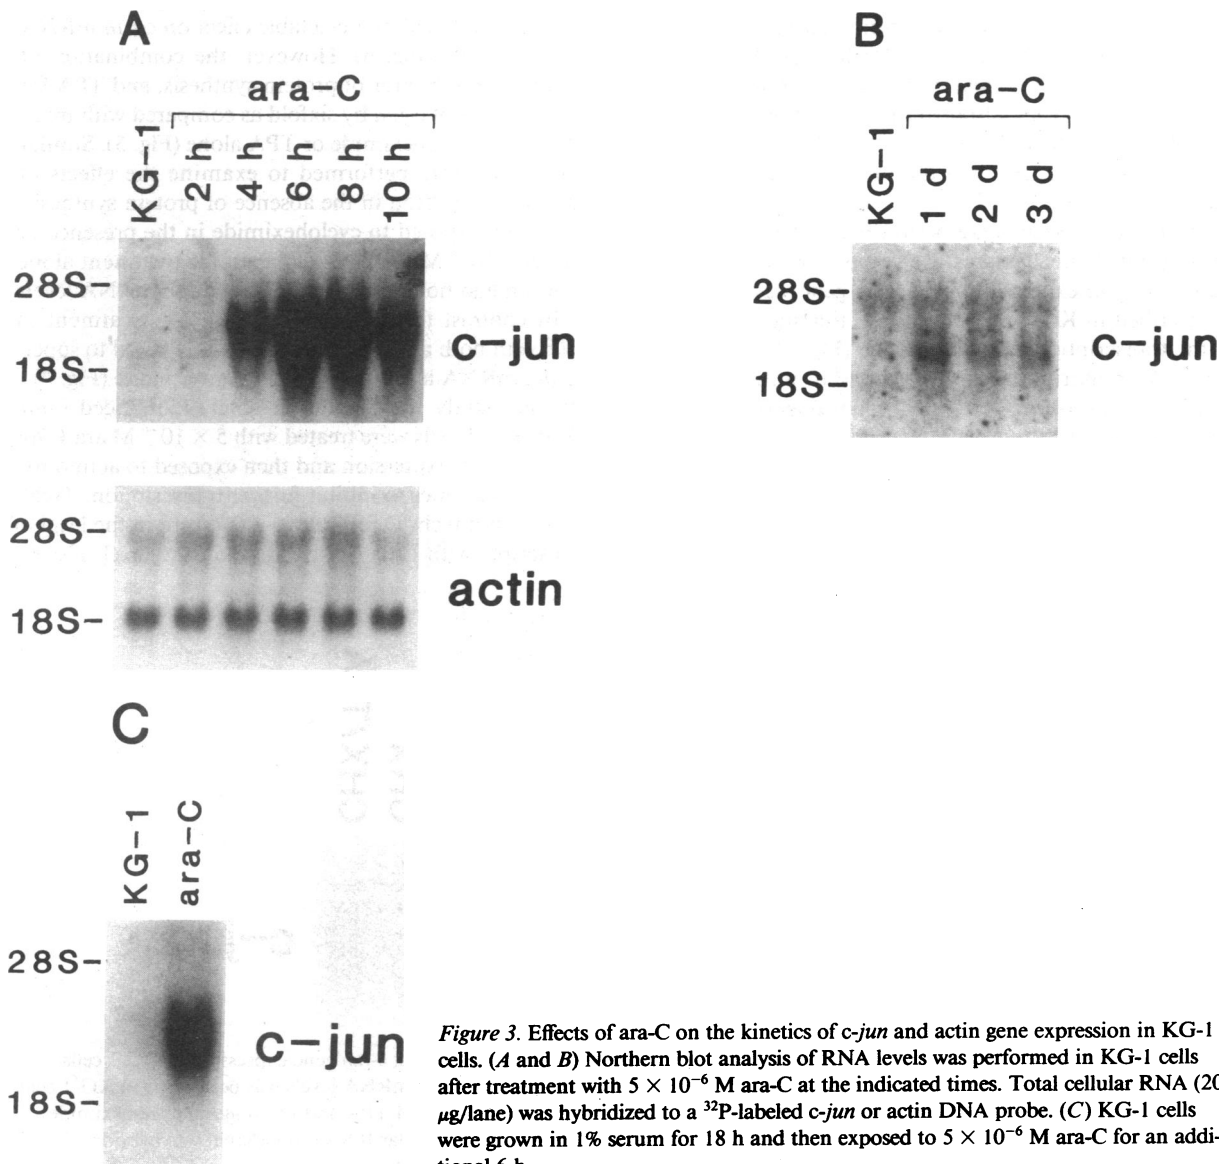 A
ara-C
KG-1
2 h
4 h
6 h
8 h
10 h
28S-
18S-
c-jun
28S-
18S-
actin
B
ara-C
KG-1
1 d
2 d
3 d
28S-
18S-
c-jun
C
KG-1
ara-C
28S-
18S-
c-jun
Figure 3. Effects of ara-C on the kinetics of c-jun and actin gene expression in KG-1
cells. (A and B) Northern blot analysis of RNA levels was performed in KG-1 cells
after treatment with 5 × 10⁻⁶ M ara-C at the indicated times. Total cellular RNA (20
μg/lane) was hybridized to a ³²P-labeled c-jun or actin DNA probe. (C) KG-1 cells
were grown in 1% serum for 18 h and then exposed to 5 × 10⁻⁶ M ara-C for an addi-
tional 6 h